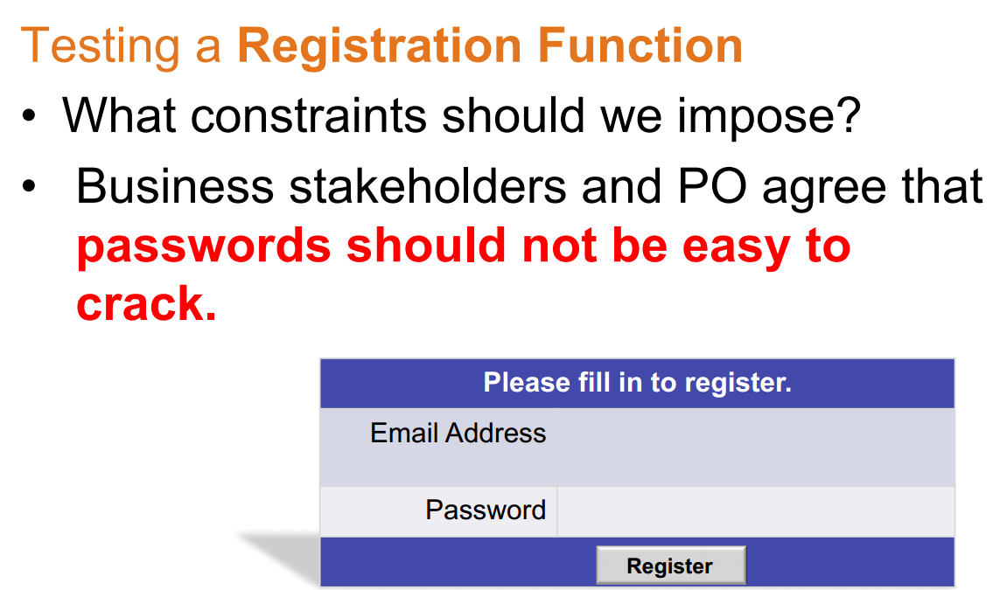 Testing a Registration Function
• What constraints should we impose?
• Business stakeholders and PO agree that
passwords should not be easy to
crack.
Please fill in to register.
Email Address
Password
Register